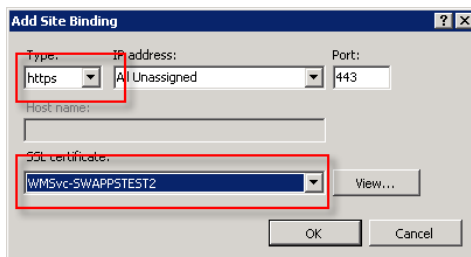 Add Site Binding
Type: IP address: Port:
https All Unassigned 443
Host name:
SSL certificate:
WMSvc-SWAPPSTEST2 View...
OK Cancel